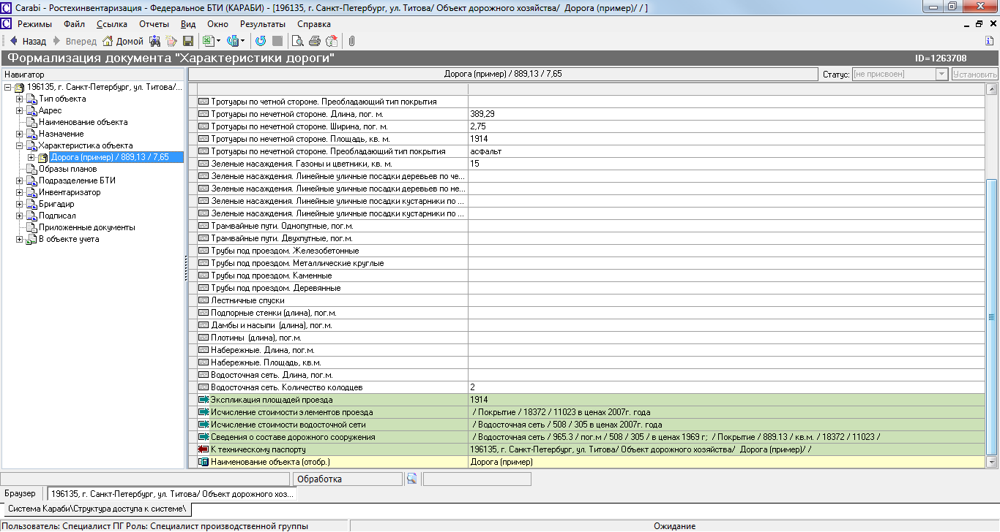 Carabi - Ростехинвентаризация - Федеральное БТИ (КАРАБИ) - [196135, г. Санкт-Петербург, ул. Титова/ Объект дорожного хозяйства/ Дорога (пример)/ / ]
Режимы Файл Ссылка Отчеты Вид Окно Результаты Справка
Назад Вперед Домой
Формализация документа "Характеристики дороги" ID=1263708
Навигатор
196135, г. Санкт-Петербург, ул. Титова/...
Тип объекта
Адрес
Наименование объекта
Назначение
Характеристика объекта
Дорога (пример) / 889,13 / 7,65
Образы планов
Подразделение БТИ
Инвентаризатор
Бригадир
Подписал
Приложенные документы
В объекте учета
Дорога (пример) / 889,13 / 7,65
Статус: [не присвоен] Установить
Тротуары по четной стороне. Преобладающий тип покрытия
Тротуары по нечетной стороне. Длина, пог. м. 389,29
Тротуары по нечетной стороне. Ширина, пог. м. 2,75
Тротуары по нечетной стороне. Площадь, кв. м. 1914
Тротуары по нечетной стороне. Преобладающий тип покрытия асфальт
Зеленые насаждения. Газоны и цветники, кв. м. 15
Зеленые насаждения. Линейные уличные посадки деревьев по че...
Зеленые насаждения. Линейные уличные посадки деревьев по не...
Зеленые насаждения. Линейные уличные посадки кустарники по ...
Зеленые насаждения. Линейные уличные посадки кустарники по ...
Трамвайные пути. Однопутные, пог.м.
Трамвайные пути. Двухпутные, пог.м.
Трубы под проездом. Железобетонные
Трубы под проездом. Металлические круглые
Трубы под проездом. Каменные
Трубы под проездом. Деревянные
Лестничные спуски
Подпорные стенки (длина), пог.м.
Дамбы и насыпи (длина), пог.м.
Плотины (длина), пог.м.
Набережные. Длина, пог.м.
Набережные. Площадь, кв.м.
Водосточная сеть. Длина, пог.м.
Водосточная сеть. Количество колодцев 2
Экспликация площадей проезда 1914
Исчисление стоимости элементов проезда / Покрытие / 18372 / 11023 в ценах 2007г. года
Исчисление стоимости водосточной сети / Водосточная сеть / 508 / 305 в ценах 2007г. года
Сведения о составе дорожного сооружения / Водосточная сеть / 965.3 / пог.м / 508 / 305 / в ценах 1969 г; / Покрытие / 889.13 / кв.м. / 18372 / 11023 /
К техническому паспорту 196135, г. Санкт-Петербург, ул. Титова/ Объект дорожного хозяйства/ Дорога (пример)/ /
Наименование объекта (отобр.) Дорога (пример)
Обработка
Браузер 196135, г. Санкт-Петербург, ул. Титова/ Объект дорожного хоз...
Система Караби\Структура доступа к системе\
Пользователь: Специалист ПГ Роль: Специалист производственной группы Ожидание